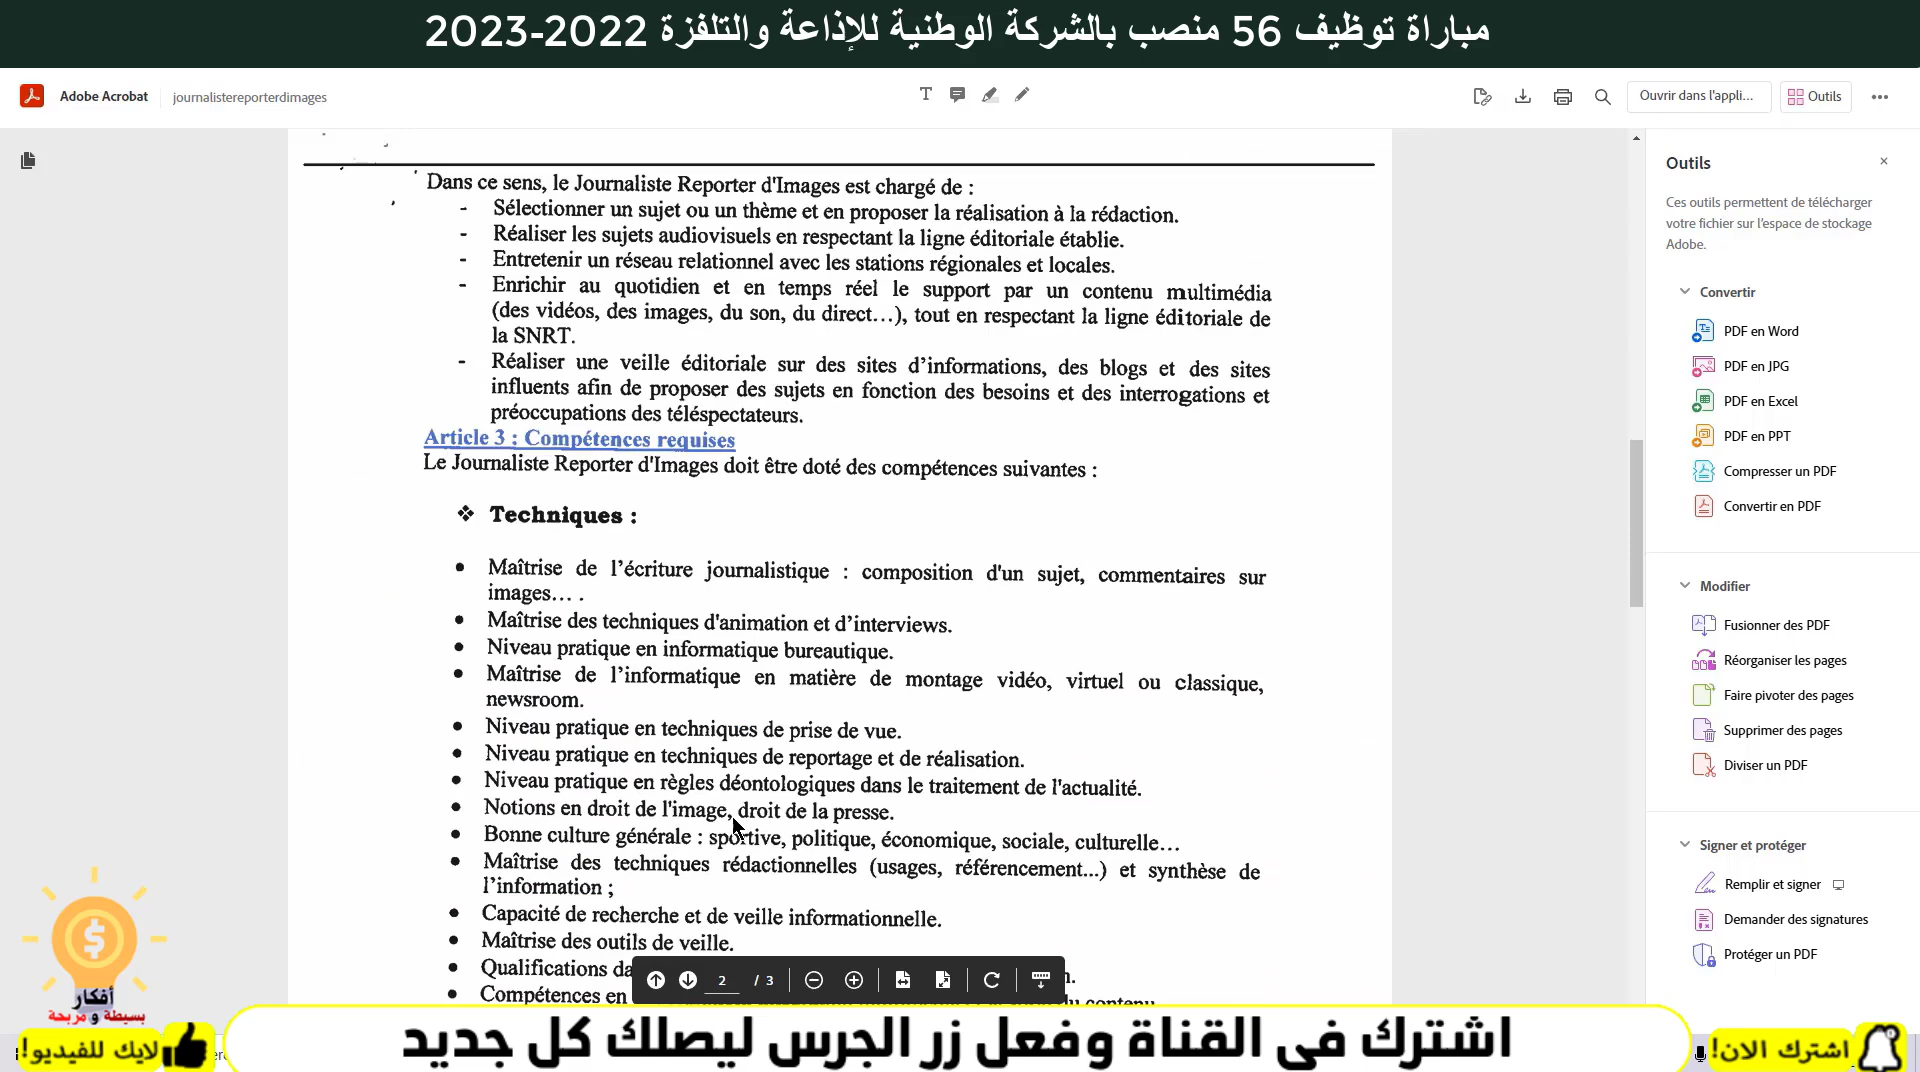 مباراة توظيف 56 منصب بالشركة الوطنية للإذاعة والتلفزة 2022-2023
Adobe Acrobat
journalistereporterdimages
Ouvrir dans l'appli...
Outils
Dans ce sens, le Journaliste Reporter d'Images est chargé de :
- Sélectionner un sujet ou un thème et en proposer la réalisation à la rédaction.
- Réaliser les sujets audiovisuels en respectant la ligne éditoriale établie.
- Entretenir un réseau relationnel avec les stations régionales et locales.
- Enrichir au quotidien et en temps réel le support par un contenu multimédia
(des vidéos, des images, du son, du direct…), tout en respectant la ligne éditoriale de
la SNRT.
- Réaliser une veille éditoriale sur des sites d’informations, des blogs et des sites
influents afin de proposer des sujets en fonction des besoins et des interrogations et
préoccupations des téléspectateurs.
Article 3 : Compétences requises
Le Journaliste Reporter d'Images doit être doté des compétences suivantes :
❖ Techniques :
• Maîtrise de l’écriture journalistique : composition d'un sujet, commentaires sur
images… .
• Maîtrise des techniques d'animation et d’interviews.
• Niveau pratique en informatique bureautique.
• Maîtrise de l’informatique en matière de montage vidéo, virtuel ou classique,
newsroom.
• Niveau pratique en techniques de prise de vue.
• Niveau pratique en techniques de reportage et de réalisation.
• Niveau pratique en règles déontologiques dans le traitement de l'actualité.
• Notions en droit de l'image, droit de la presse.
• Bonne culture générale : sportive, politique, économique, sociale, culturelle…
• Maîtrise des techniques rédactionnelles (usages, référencement...) et synthèse de
l’information ;
• Capacité de recherche et de veille informationnelle.
• Maîtrise des outils de veille.
• Qualifications
• Compétences en
contenu
2 / 3
Outils
Ces outils permettent de télécharger
votre fichier sur l'espace de stockage
Adobe.
Convertir
PDF en Word
PDF en JPG
PDF en Excel
PDF en PPT
Compresser un PDF
Convertir en PDF
Modifier
Fusionner des PDF
Réorganiser les pages
Faire pivoter des pages
Supprimer des pages
Diviser un PDF
Signer et protéger
Remplir et signer
Demander des signatures
Protéger un PDF
$
أفكار
بسيطة و مربحة
لايك للفيديو!
اشترك في القناة وفعل زر الجرس ليصلك كل جديد
اشترك الان!